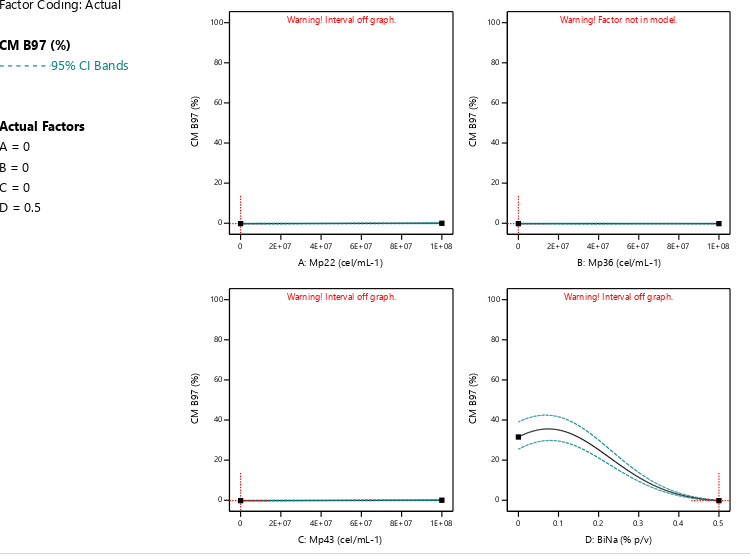 Factor Coding: Actual
CM B97 (%)
95% CI Bands
Actual Factors
A = 0
B = 0
C = 0
D = 0.5
Warning! Interval off graph.
100
80
60
40
20
0
CM B97 (%)
0 2E+07 4E+07 6E+07 8E+07 1E+08
A: Mp22 (cel/mL-1)
Warning! Factor not in model.
100
80
60
40
20
0
CM B97 (%)
0 2E+07 4E+07 6E+07 8E+07 1E+08
B: Mp36 (cel/mL-1)
Warning! Interval off graph.
100
80
60
40
20
0
CM B97 (%)
0 2E+07 4E+07 6E+07 8E+07 1E+08
C: Mp43 (cel/mL-1)
Warning! Interval off graph.
100
80
60
40
20
0
CM B97 (%)
0 0.1 0.2 0.3 0.4 0.5
D: BiNa (% p/v)